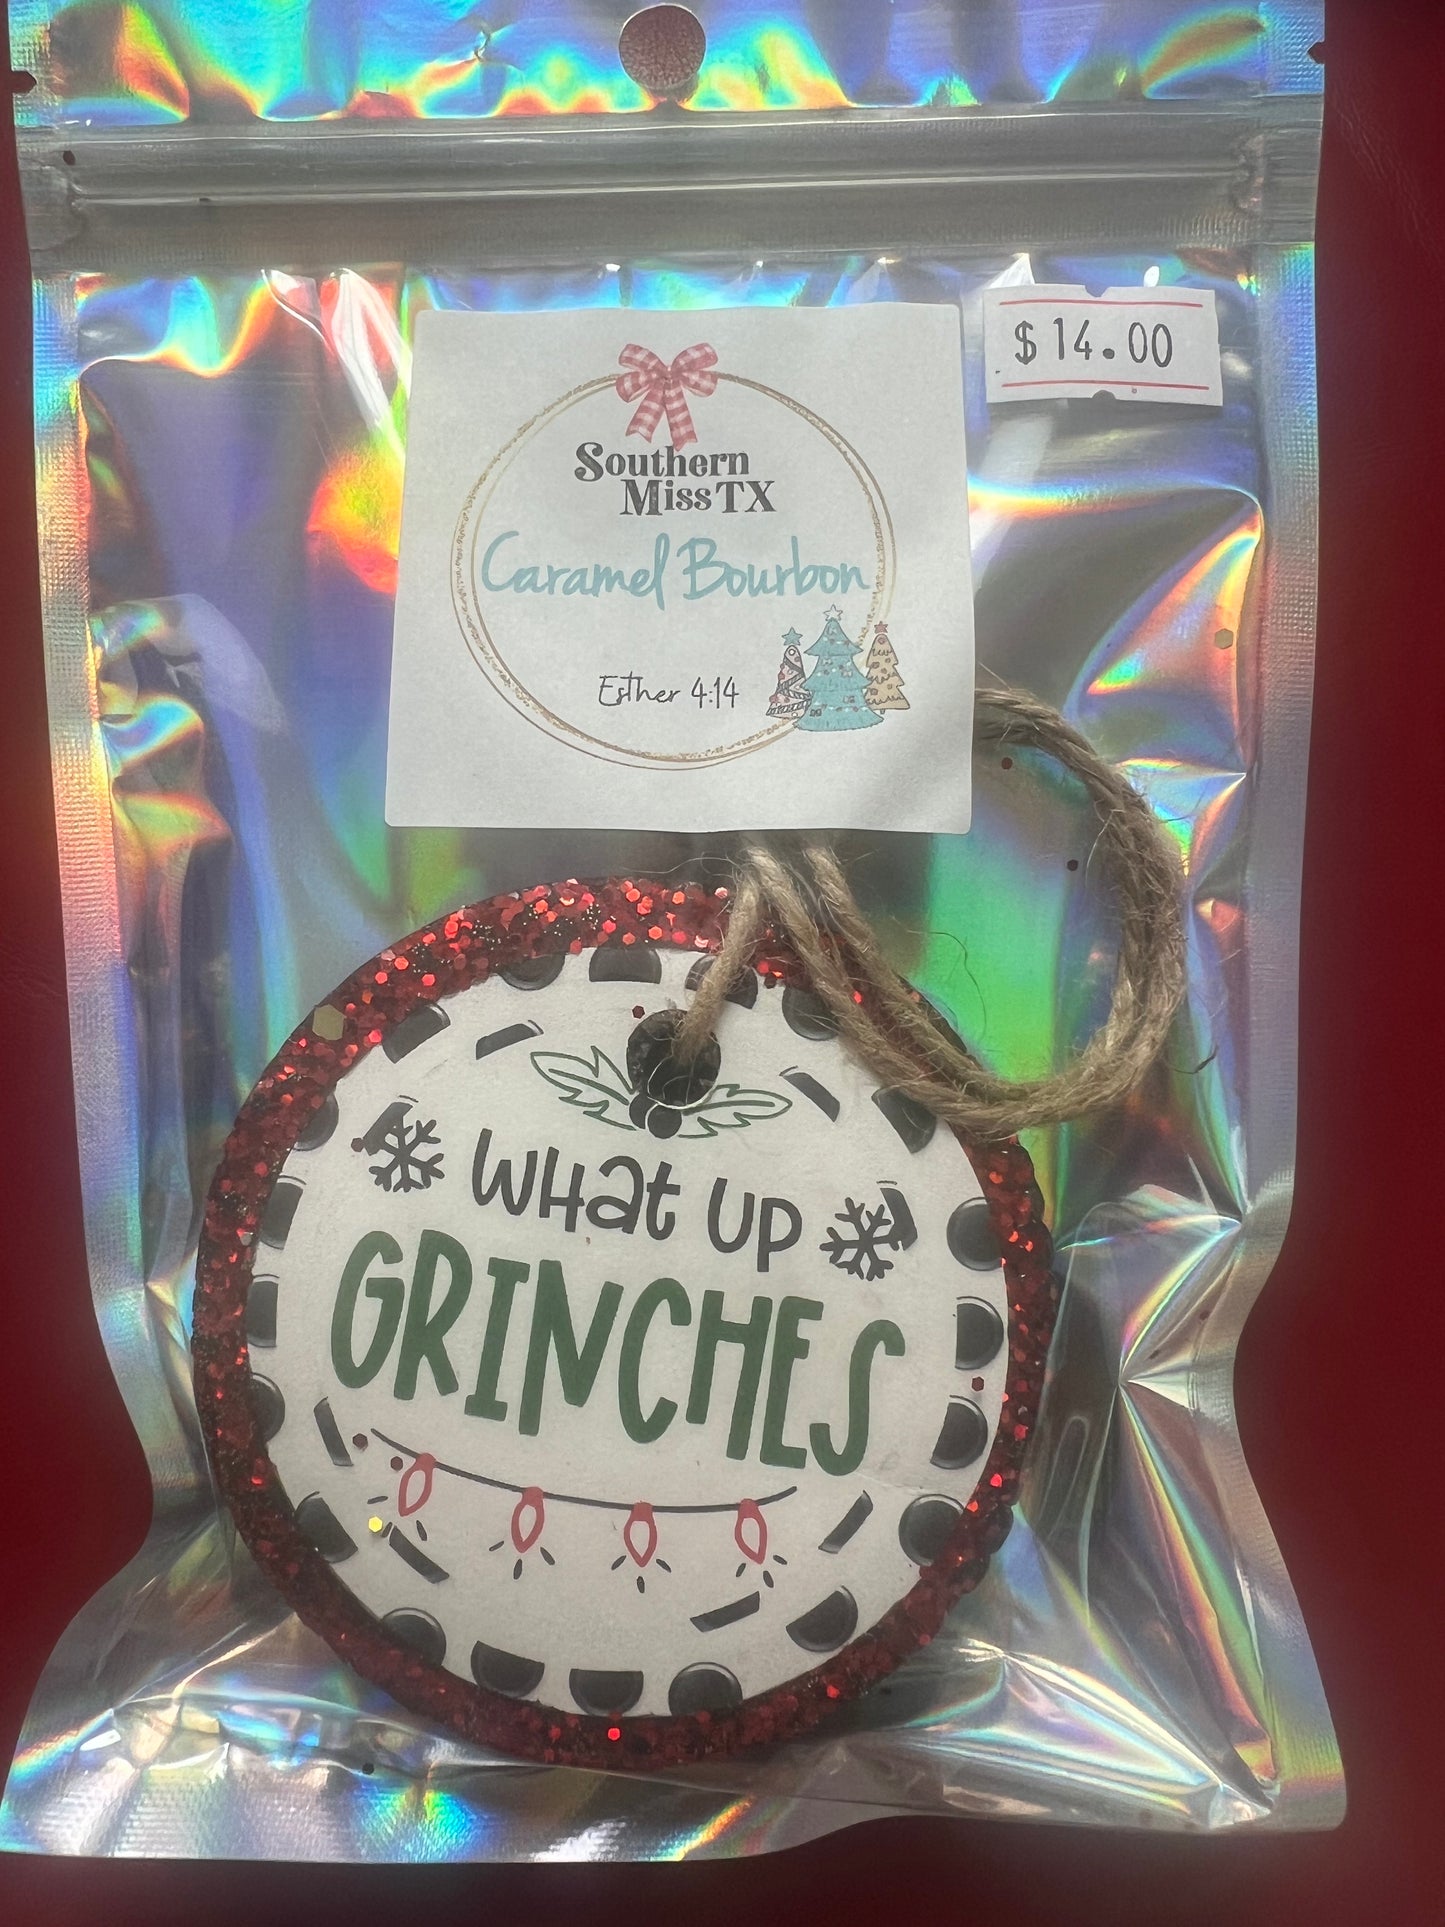 $14.00
Southern
Miss TX
Caramel Bourbon
Esther 4:14
WHat UP
GRINCHES